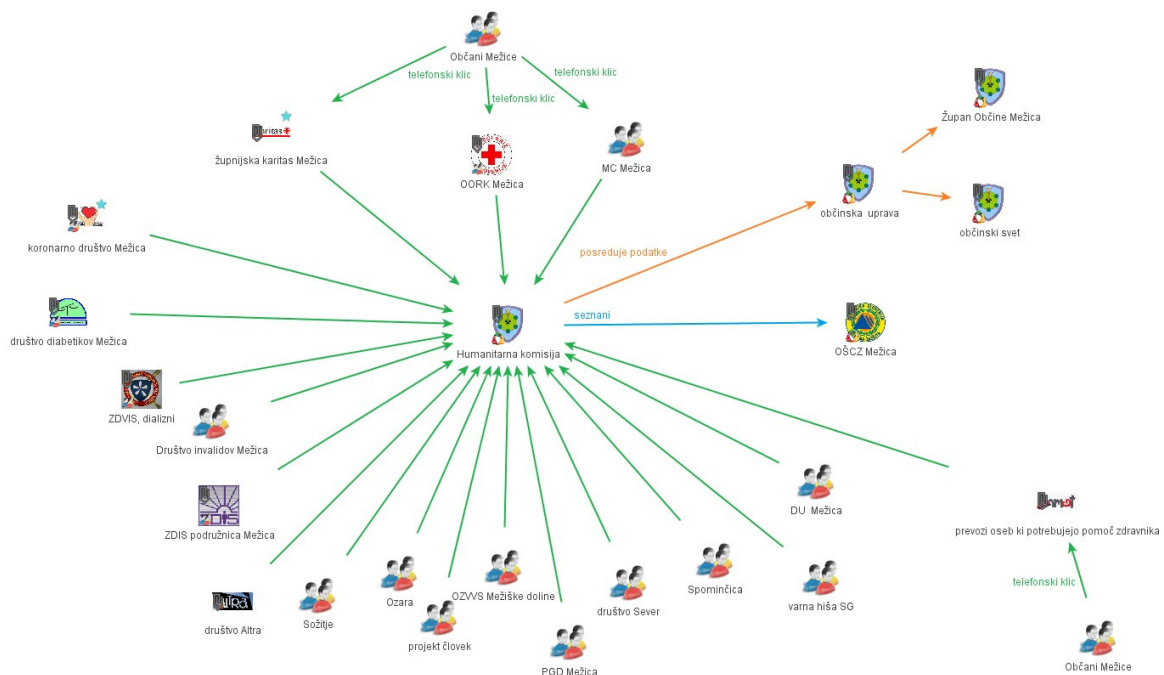 Občani Mežice
telefonski klic
telefonski klic
telefonski klic
Župan Občine Mežica
županijska karitas Mežica
OORK Mežica
MC Mežica
občinska uprava
občinski svet
koronarno društvo Mežica
posreduje podatke
društvo diabetikov Mežica
seznani
Humanitarna komisija
OŠCZ Mežica
ZDVIS, dializni
Društvo invalidov Mežica
DU Mežica
ZDIS
ZDIS podružnica Mežica
prevozi oseb ki potrebujejo pomoč zdravnika
telefonski klic
Spominčica
OZVVS Mežiške doline
Ozara
varna hiša SG
društvo Sever
Sožitje
društvo Altra
projekt človek
PGD Mežica
Občani Mežice